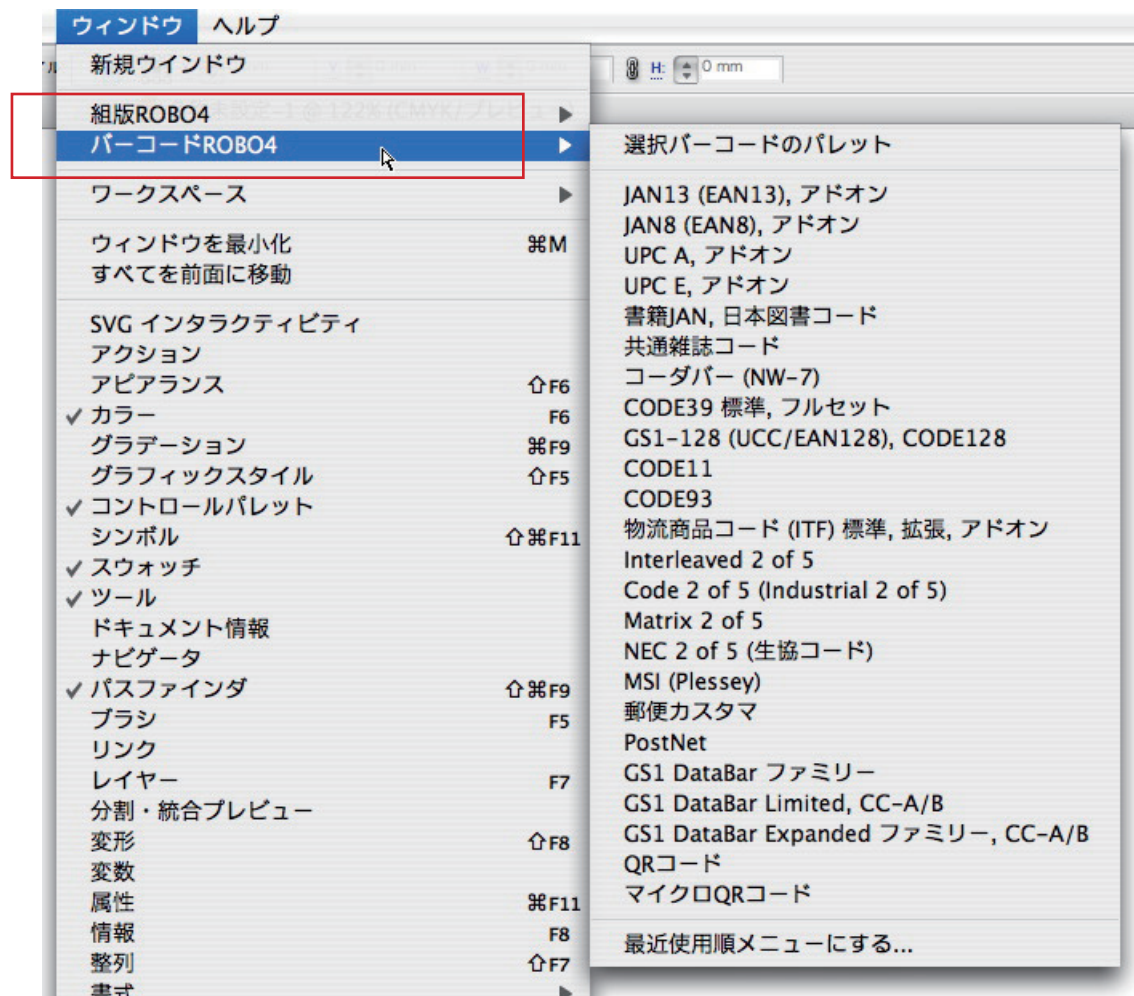 ウィンドウ ヘルプ
H: 0 mm
新規ウインドウ
組版ROBO4
バーコードROBO4
ワークスペース
ウィンドウを最小化 ⌘M
すべてを前面に移動
SVG インタラクティビティ
アクション
アピアランス ⇧F6
✓ カラー F6
グラデーション ⌘F9
グラフィックスタイル ⇧F5
✓ コントロールパレット
シンボル ⇧⌘F11
✓ スウォッチ
✓ ツール
ドキュメント情報
ナビゲータ
✓ パスファインダ ⇧⌘F9
ブラシ F5
リンク
レイヤー F7
分割・統合プレビュー
変形 ⇧F8
変数
属性 ⌘F11
情報 F8
整列 ⇧F7
書式
選択バーコードのパレット
JAN13 (EAN13), アドオン
JAN8 (EAN8), アドオン
UPC A, アドオン
UPC E, アドオン
書籍JAN, 日本図書コード
共通雑誌コード
コーダバー (NW-7)
CODE39 標準, フルセット
GS1-128 (UCC/EAN128), CODE128
CODE11
CODE93
物流商品コード (ITF) 標準, 拡張, アドオン
Interleaved 2 of 5
Code 2 of 5 (Industrial 2 of 5)
Matrix 2 of 5
NEC 2 of 5 (生協コード)
MSI (Plessey)
郵便カスタマ
PostNet
GS1 DataBar ファミリー
GS1 DataBar Limited, CC-A/B
GS1 DataBar Expanded ファミリー, CC-A/B
QRコード
マイクロQRコード
最近使用順メニューにする...